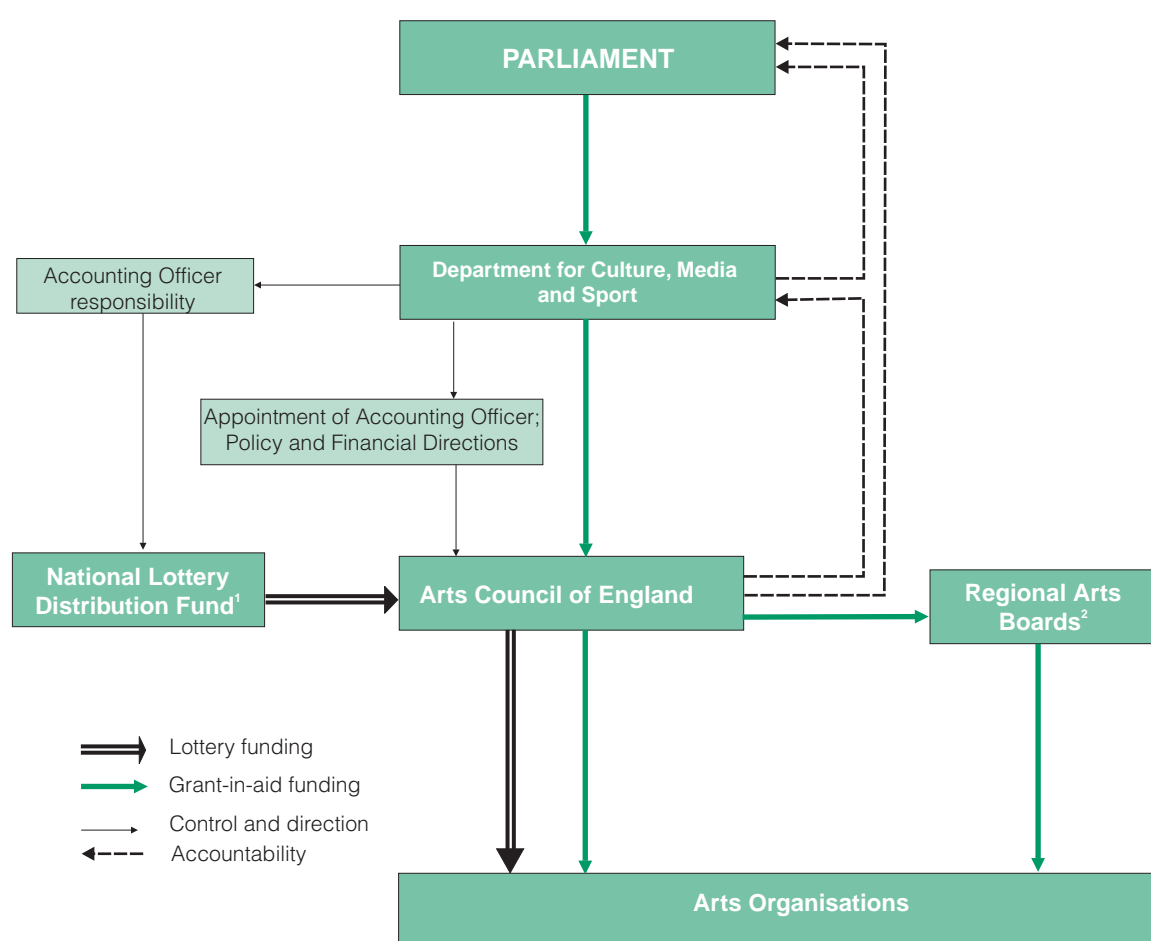 PARLIAMENT
Department for Culture, Media
and Sport
Accounting Officer
responsibility
Appointment of Accounting Officer;
Policy and Financial Directions
National Lottery
Distribution Fund¹
Arts Council of England
Regional Arts
Boards²
Lottery funding
Grant-in-aid funding
Control and direction
Accountability
Arts Organisations